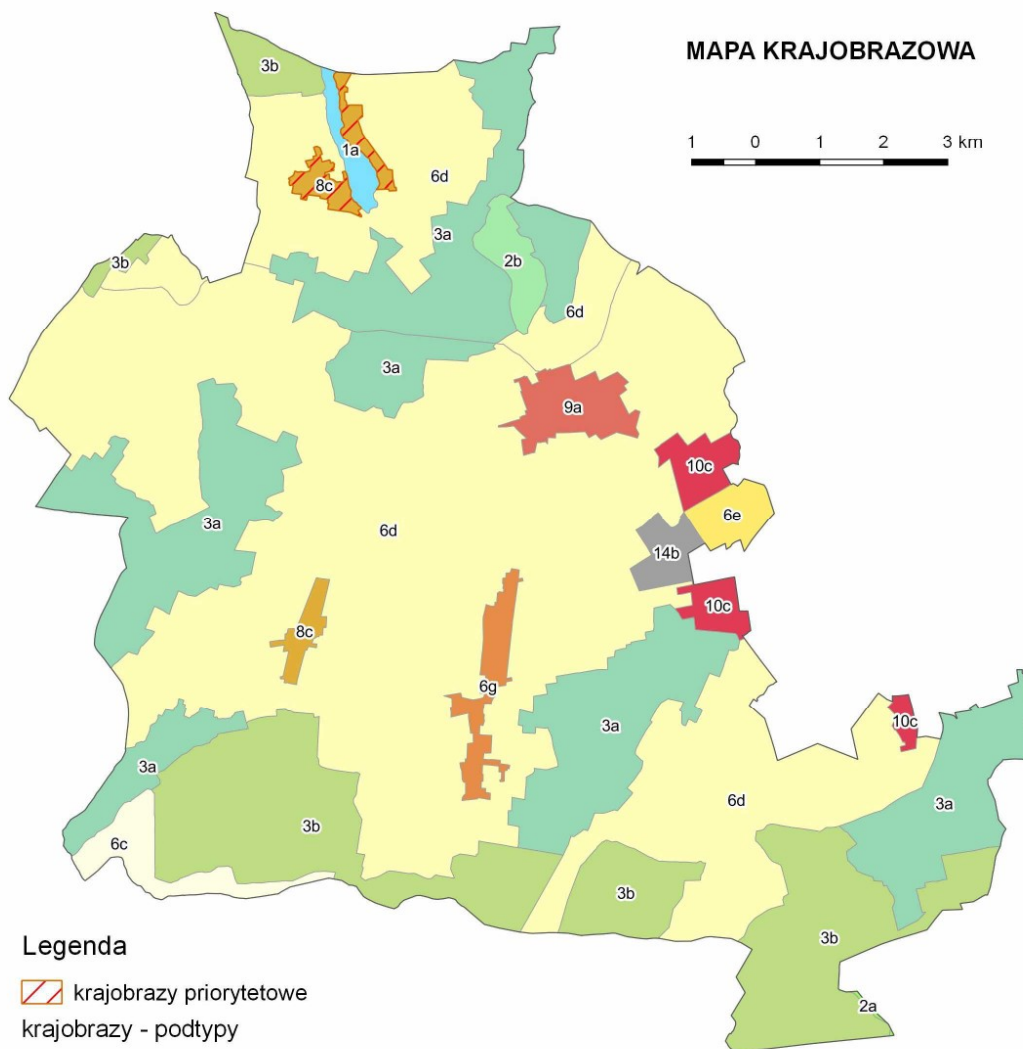 MAPA KRAJOBRAZOWA
3b
1 0 1 2 3 km
1a
8c
6d
3a
3b
2b
6d
3a
9a
10c
6e
3a
6d
14b
10c
8c
6g
3a
10c
3a
6d
3a
3b
6c
3b
3b
2a
Legenda
krajobrazy priorytetowe
krajobrazy - podtypy